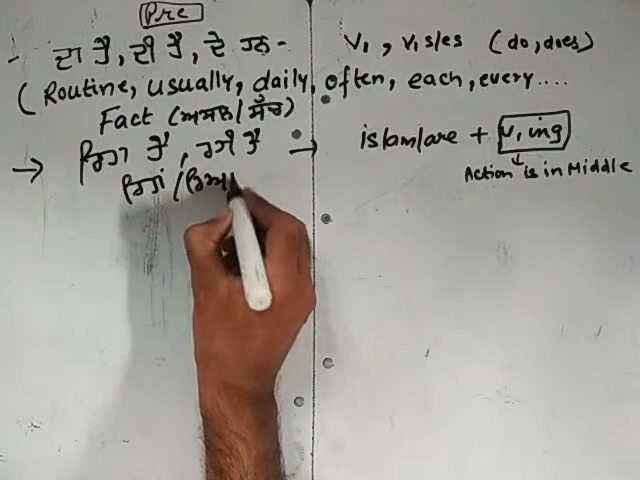 Pre
- ਦਾ ਹੈ, ਦੀ ਹੈ, ਦੇ ਹਨ - V₁, V₁ s/es (do, does)
(Routine, usually, daily, often, each, every....
Fact (ਅਸਲ/ਸੱਚ)
→ ਰਿਹਾ ਹੈ, ਰਹੀ ਹੈ → is/am/are + V₁ ing
Action ↓ is in Middle